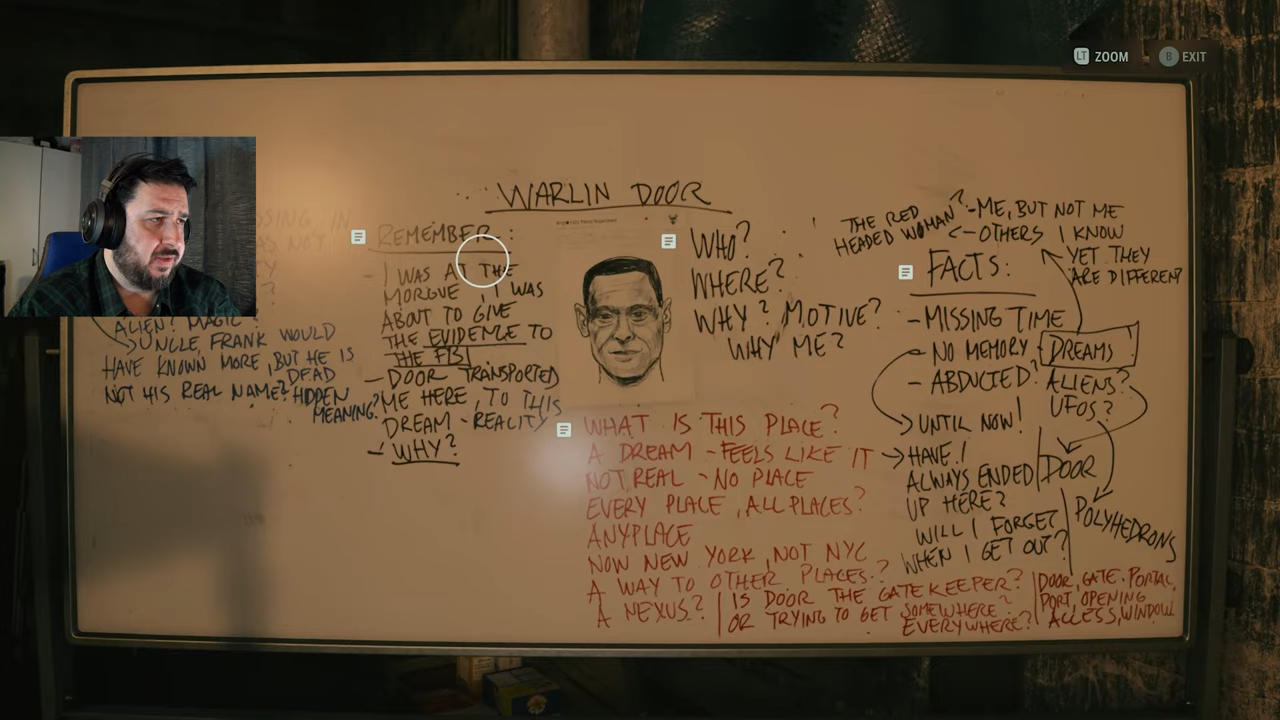 LT ZOOM
B EXIT
WARLIN DOOR
SSING IN
ALIEN? MAGIC?
UNCLE FRANK WOULD
HAVE KNOWN MORE, BUT HE IS
DEAD
NOT HIS REAL NAME? HIDDEN
MEANING?
REMEMBER:
- I WAS AT THE
MORGUE, I WAS
ABOUT TO GIVE
THE EVIDENCE TO
THE FBI
- DOOR TRANSPORTED
ME HERE, TO THIS
DREAM - REALITY
- WHY?
WHO?
WHERE?
WHY? MOTIVE?
WHY ME?
THE RED
HEADED WOMAN?
- ME, BUT NOT ME
- OTHERS I KNOW
YET THEY
ARE DIFFERENT
FACTS:
- MISSING TIME
- NO MEMORY
- ABDUCTED?
UNTIL NOW!
DREAMS
ALIENS?
UFOS?
DOOR
POLYHEDRONS
HAVE I
ALWAYS ENDED
UP HERE?
WILL I FORGET
WHEN I GET OUT?
WHAT IS THIS PLACE?
A DREAM - FEELS LIKE IT
NOT REAL - NO PLACE
EVERY PLACE, ALL PLACES?
ANYPLACE
NOW NEW YORK, NOT NYC
A WAY TO OTHER PLACES?
A NEXUS?
IS DOOR THE GATEKEEPER?
OR TRYING TO GET SOMEWHERE?
EVERYWHERE?
DOOR, GATE, PORTAL,
PORT, OPENING
ACCESS, WINDOW